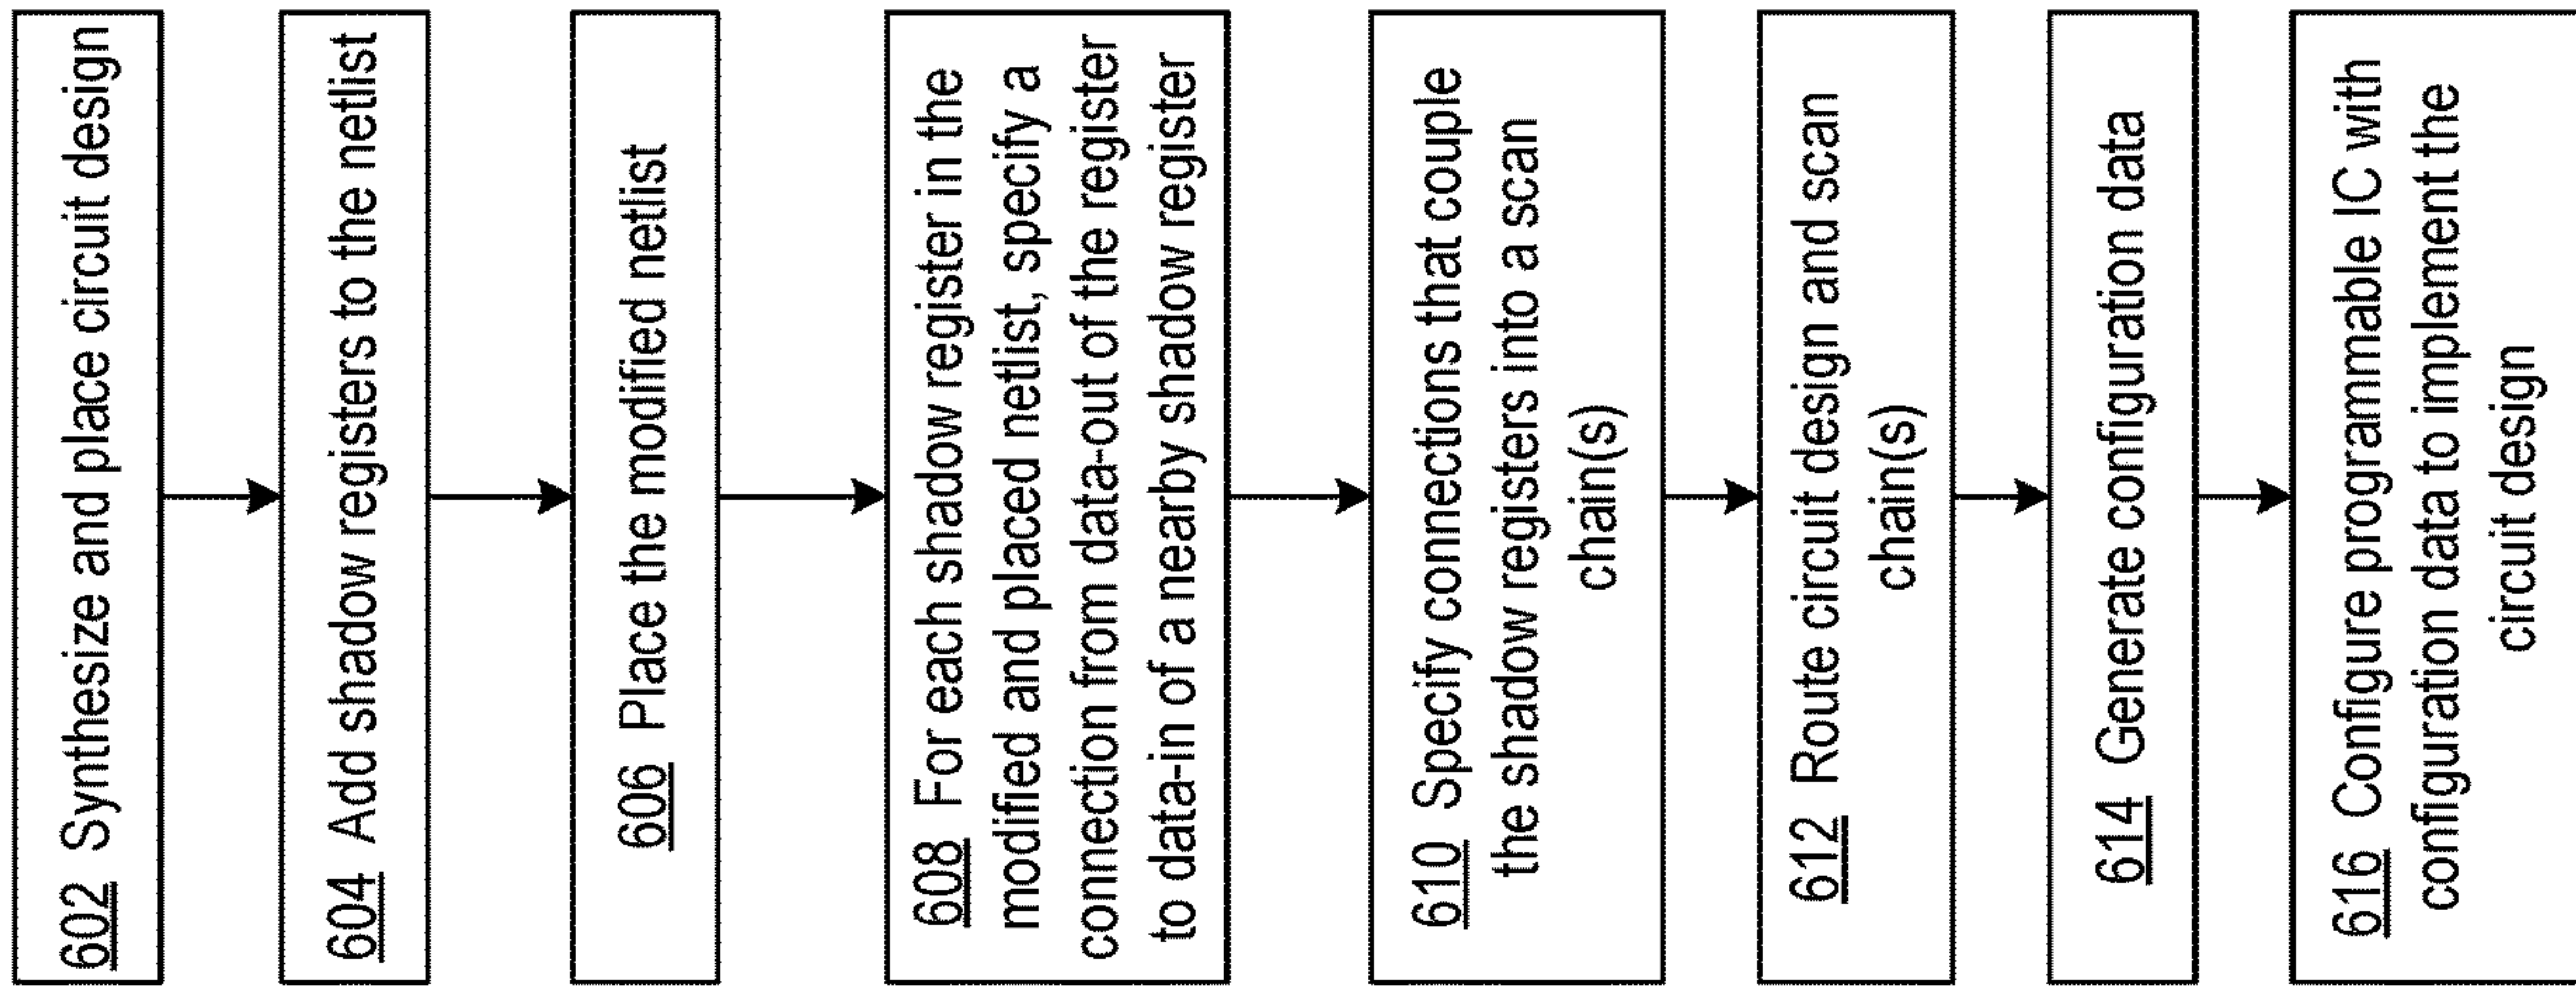 602 Synthesize and place circuit design
604 Add shadow registers to the netlist
606 Place the modified netlist
608 For each shadow register in the
modified and placed netlist, specify a
connection from data-out of the register
to data-in of a nearby shadow register
610 Specify connections that couple
the shadow registers into a scan
chain(s)
612 Route circuit design and scan
chain(s)
614 Generate configuration data
616 Configure programmable IC with
configuration data to implement the
circuit design